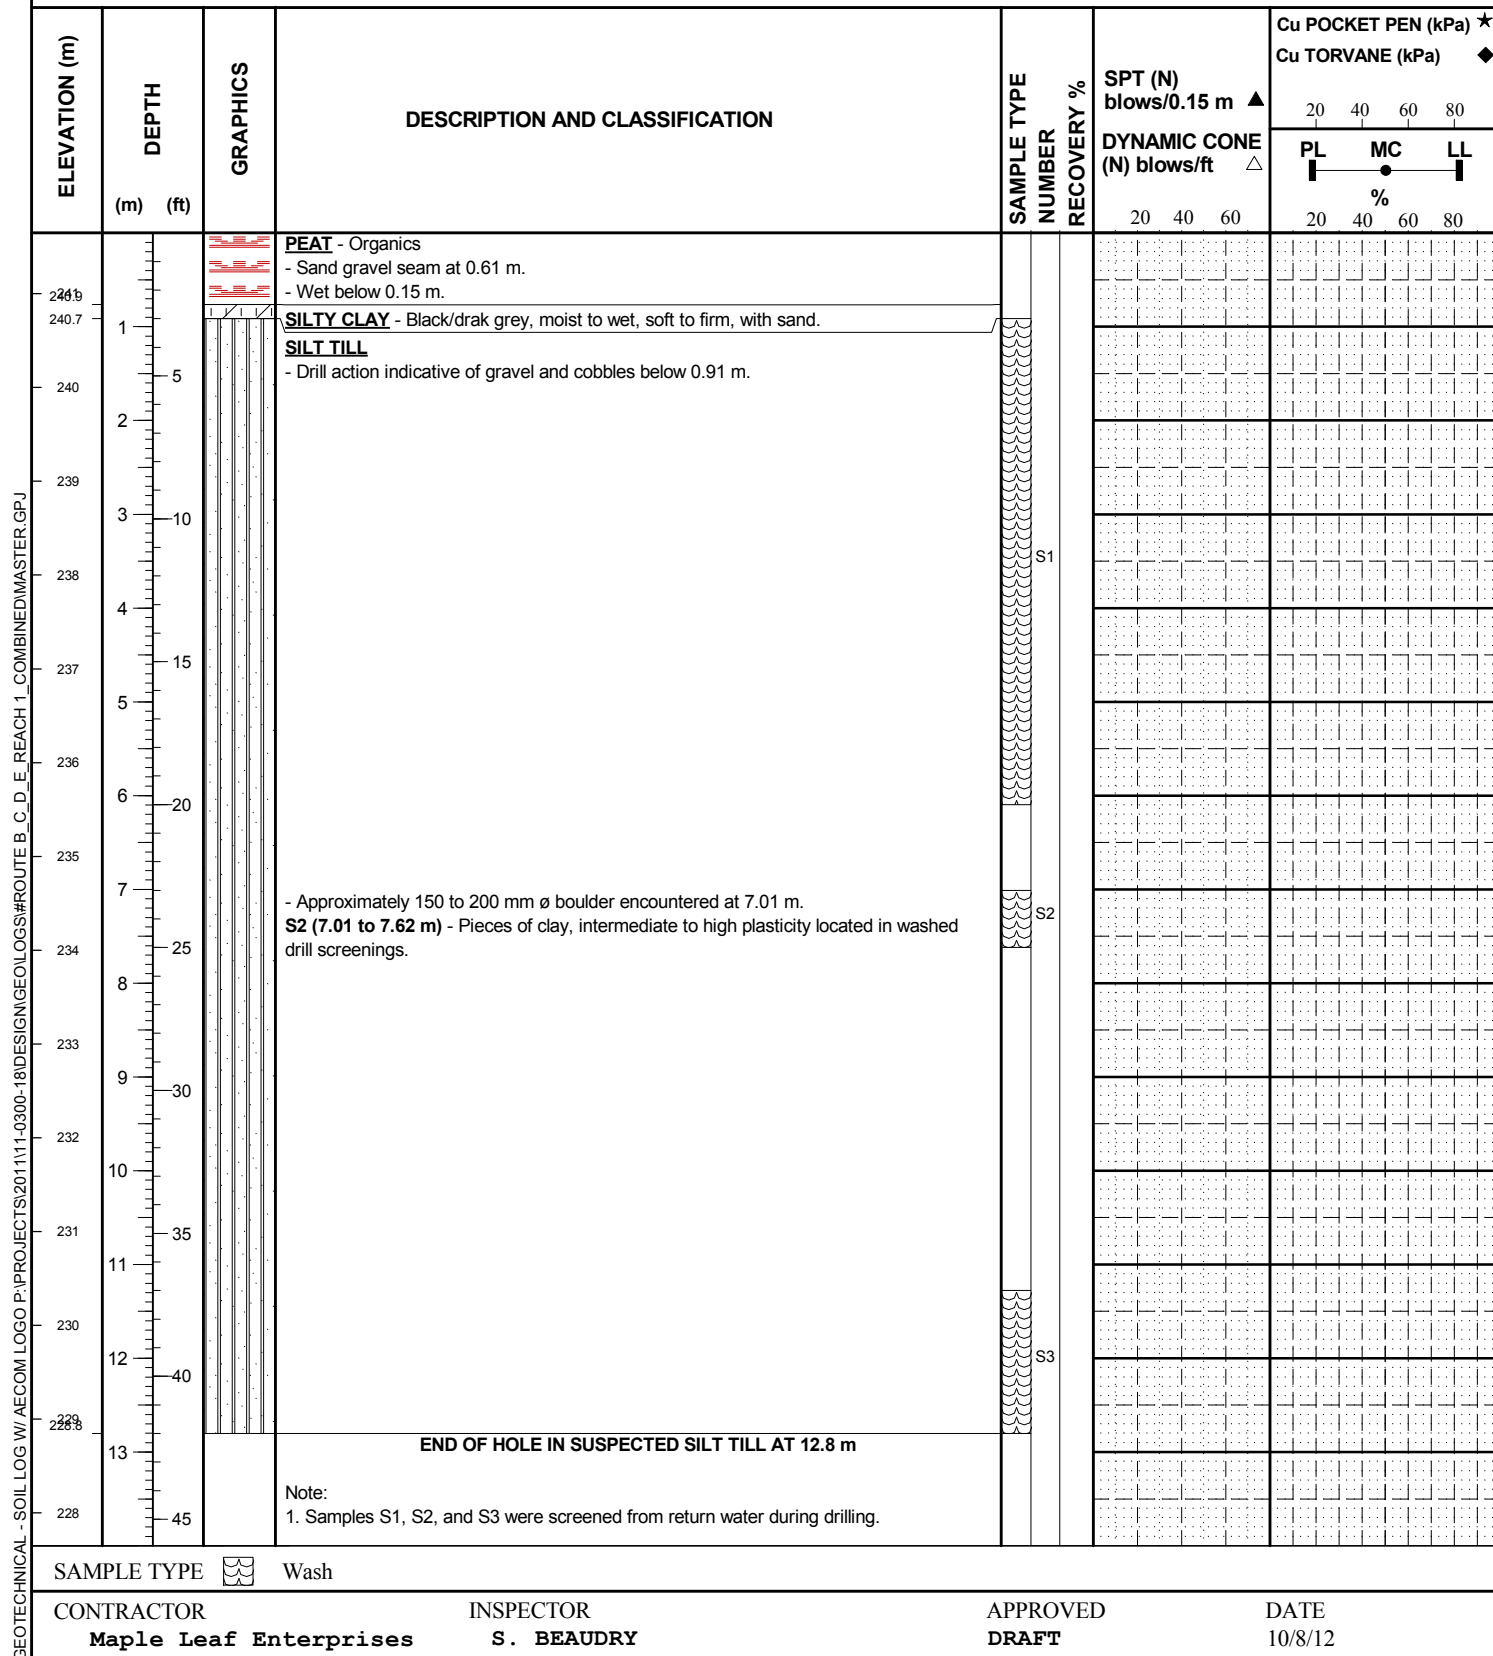 ELEVATION (m)
DEPTH
(m) (ft)
GRAPHICS
DESCRIPTION AND CLASSIFICATION
SAMPLE TYPE
NUMBER
RECOVERY %
SPT (N)
blows/0.15 m ▲
DYNAMIC CONE
(N) blows/ft △
20 40 60
Cu POCKET PEN (kPa) ★
Cu TORVANE (kPa) ◆
20 40 60 80
PL MC LL
%
20 40 60 80
PEAT - Organics
- Sand gravel seam at 0.61 m.
- Wet below 0.15 m.
241
240.9
240.7
1
SILTY CLAY - Black/drak grey, moist to wet, soft to firm, with sand.
SILT TILL
- Drill action indicative of gravel and cobbles below 0.91 m.
5
240
2
239
3
10
S1
238
4
15
237
5
236
6
20
235
7
- Approximately 150 to 200 mm ø boulder encountered at 7.01 m.
S2
S2 (7.01 to 7.62 m) - Pieces of clay, intermediate to high plasticity located in washed
drill screenings.
25
234
8
233
9
30
232
10
231
35
11
230
12
S3
40
229
228.8
END OF HOLE IN SUSPECTED SILT TILL AT 12.8 m
13
Note:
1. Samples S1, S2, and S3 were screened from return water during drilling.
228
45
SAMPLE TYPE Wash
CONTRACTOR
Maple Leaf Enterprises
INSPECTOR
S. BEAUDRY
APPROVED
DRAFT
DATE
10/8/12
GEOTECHNICAL - SOIL LOG W/ AECOM LOGO P:\PROJECTS\2011\11-0300-18\DESIGN\GEO\LOGS\#ROUTE B_C_D_E_REACH 1_COMBINED\MASTER.GPJ